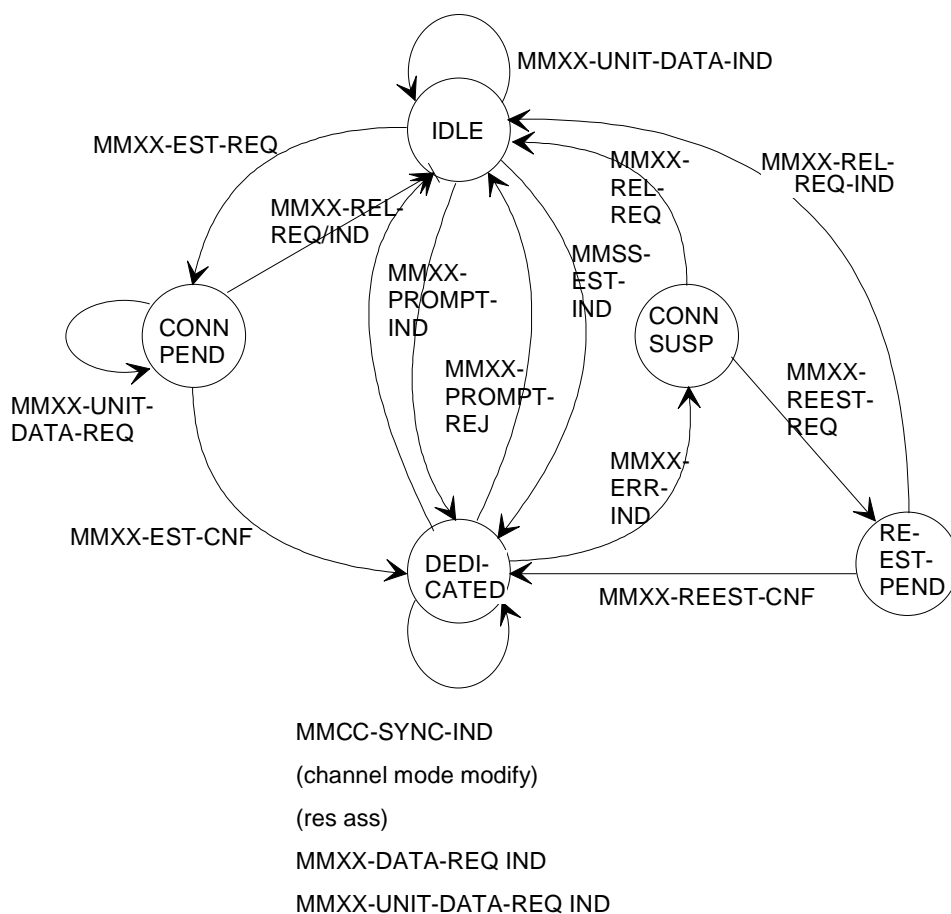 MMXX-UNIT-DATA-IND
IDLE
MMXX-EST-REQ
MMXX-
REL-
REQ
MMXX-REL-
REQ-IND
MMXX-REL-
REQ/IND
MMXX-
PROMPT-
IND
MMSS-
EST-
IND
CONN
PEND
CONN
SUSP
MMXX-
PROMPT-
REJ
MMXX-
REEST-
REQ
MMXX-UNIT-
DATA-REQ
MMXX-
ERR-
IND
MMXX-EST-CNF
DEDI-
CATED
RE-
EST-
PEND
MMXX-REEST-CNF
MMCC-SYNC-IND
(channel mode modify)
(res ass)
MMXX-DATA-REQ IND
MMXX-UNIT-DATA-REQ IND